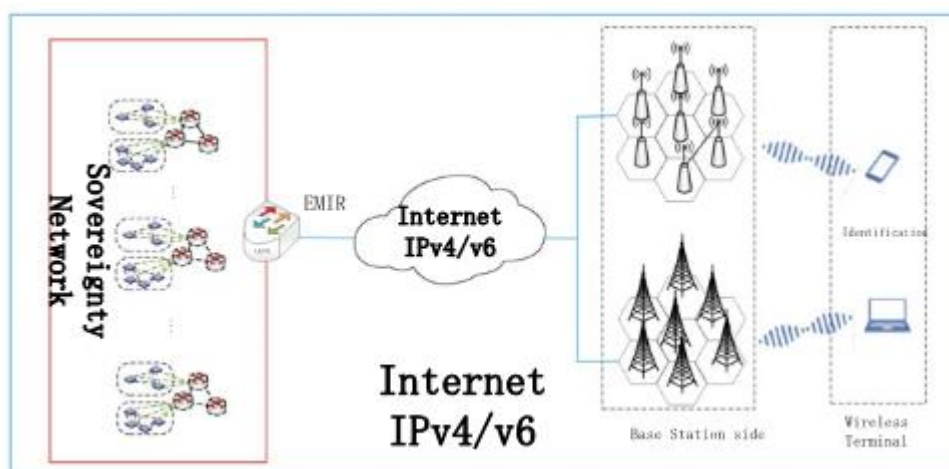 Sovereignty
Network
EMIR
Internet
IPv4/v6
Internet
IPv4/v6
Base Station side
Identification
Wireless
Terminal